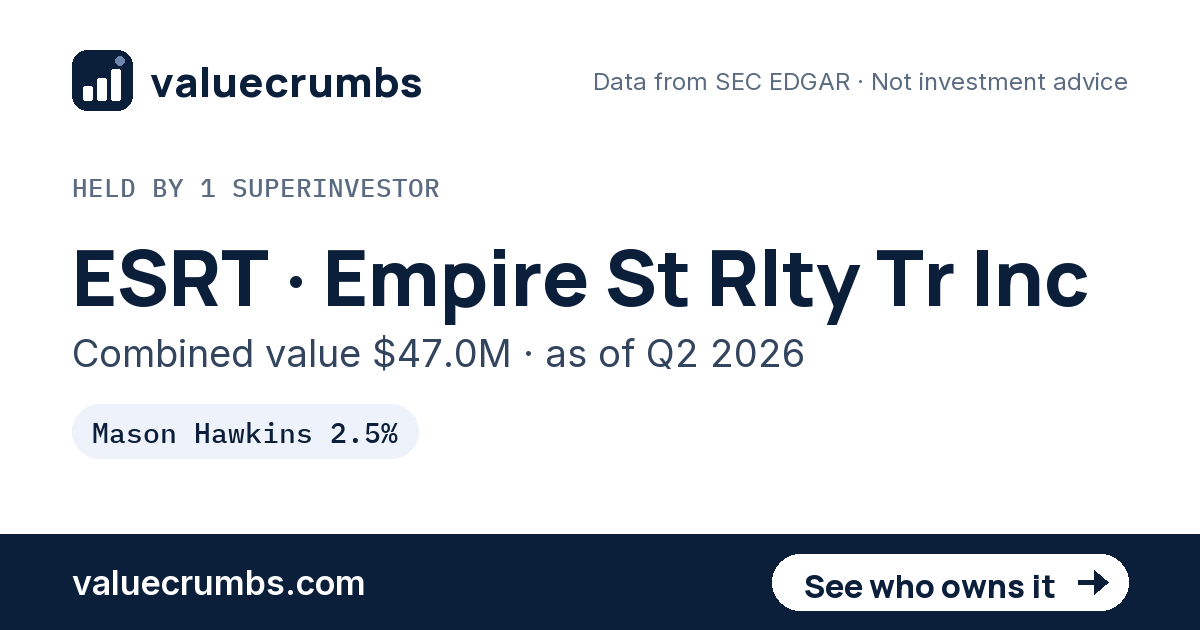 valuecrumbs
Data from SEC EDGAR · Not investment advice
HELD BY 1 SUPERINVESTOR
ESRT · Empire St Rlty Tr Inc
Combined value $47.0M · as of Q2 2026
Mason Hawkins 2.5%
valuecrumbs.com
See who owns it →